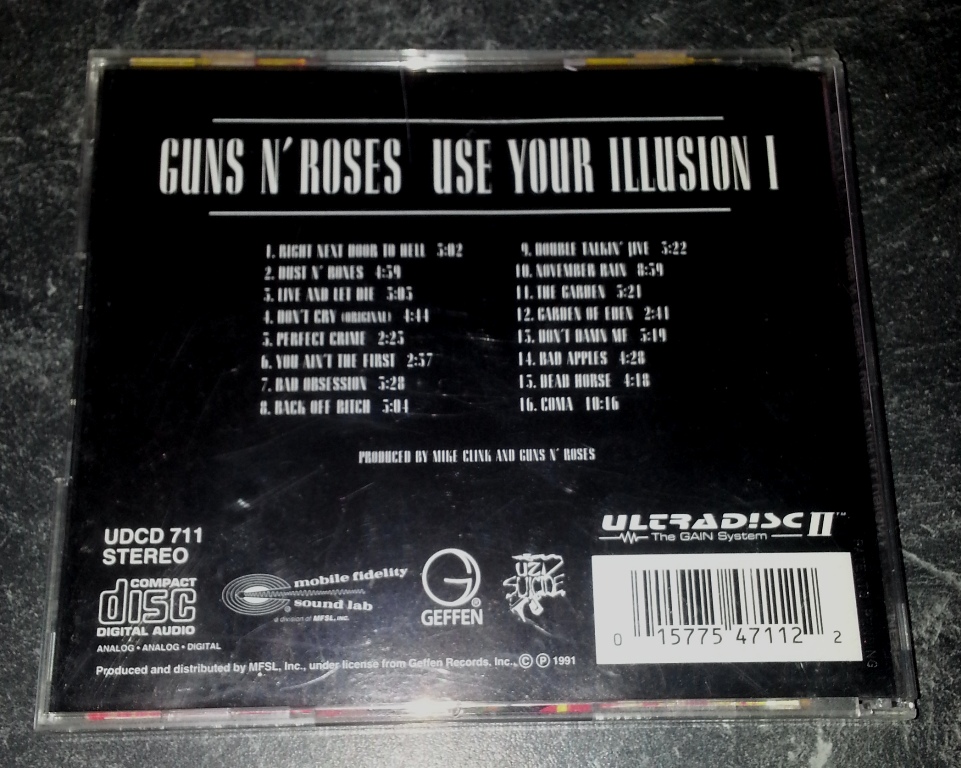 GUNS N' ROSES USE YOUR ILLUSION I
1. RIGHT NEXT DOOR TO HELL 3:02
2. DUST N' BONES 4:59
3. LIVE AND LET DIE 3:03
4. DON'T CRY (ORIGINAL) 4:44
5. PERFECT CRIME 2:23
6. YOU AIN'T THE FIRST 2:37
7. BAD OBSESSION 5:28
8. BACK OFF BITCH 5:04
9. DOUBLE TALKIN' JIVE 3:22
10. NOVEMBER RAIN 8:59
11. THE GARDEN 5:21
12. GARDEN OF EDEN 2:41
13. DON'T DAMN ME 5:19
14. BAD APPLES 4:28
15. DEAD HORSE 4:18
16. COMA 10:16
PRODUCED BY MIKE CLINK AND GUNS N' ROSES
UDCD 711
STEREO
COMPACT
disc
DIGITAL AUDIO
ANALOG • ANALOG • DIGITAL
mobile fidelity
sound lab
a division of MFSL, INC.
GEFFEN
UZI
SUICIDE
ULTRADISC II™
The GAIN System
0 15775 47112 2
Produced and distributed by MFSL, Inc., under license from Geffen Records, Inc., © ℗ 1991